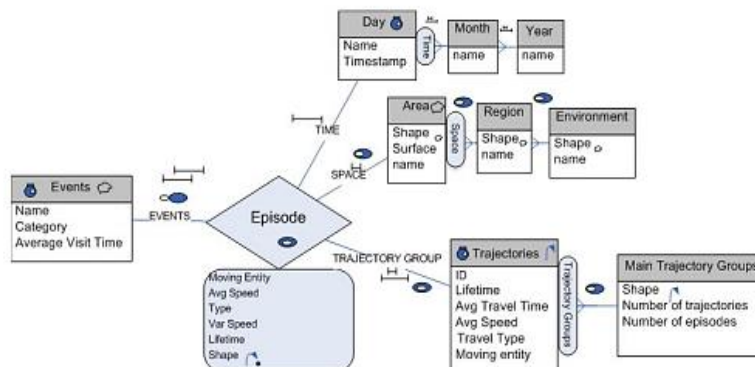 Day
Name
Timestamp
Time
Month
name
Year
name
TIME
Area
Shape
Surface
name
Space
Region
Shape
name
Environment
Shape
name
SPACE
Events
Name
Category
Average Visit Time
EVENTS
Episode
Moving Entity
Avg Speed
Type
Var Speed
Lifetime
Shape
TRAJECTORY GROUP
Trajectories
ID
Lifetime
Avg Travel Time
Avg Speed
Travel Type
Moving entity
Trajectory Groups
Main Trajectory Groups
Shape
Number of trajectories
Number of episodes